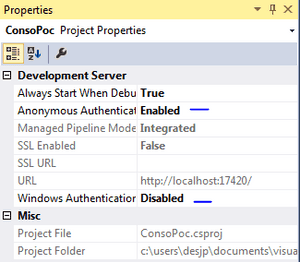 Properties
ConsoPoc Project Properties
Development Server
Always Start When Debu True
Anonymous Authenticat Enabled
Managed Pipeline Mode Integrated
SSL Enabled False
SSL URL
URL http://localhost:17420/
Windows Authentication Disabled
Misc
Project File ConsoPoc.csproj
Project Folder c:\users\desjp\documents\visua